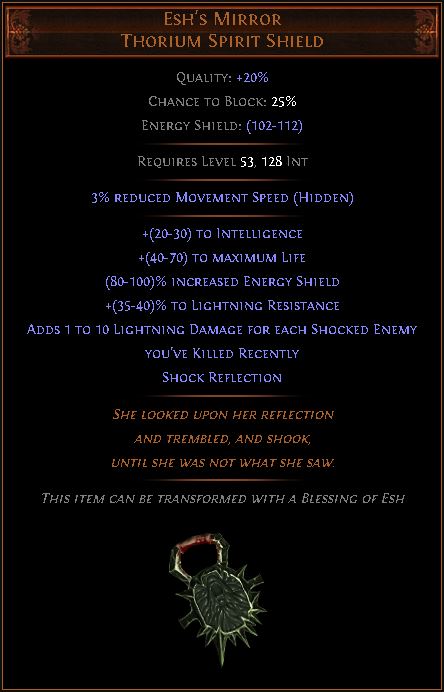 Esh's Mirror
Thorium Spirit Shield
Quality: +20%
Chance to Block: 25%
Energy Shield: (102-112)
Requires Level 53, 128 Int
3% reduced Movement Speed (Hidden)
+(20-30) to Intelligence
+(40-70) to maximum Life
(80-100)% increased Energy Shield
+(35-40)% to Lightning Resistance
Adds 1 to 10 Lightning Damage for each Shocked Enemy
you've Killed Recently
Shock Reflection
She looked upon her reflection
and trembled, and shook,
until she was not what she saw.
This item can be transformed with a Blessing of Esh